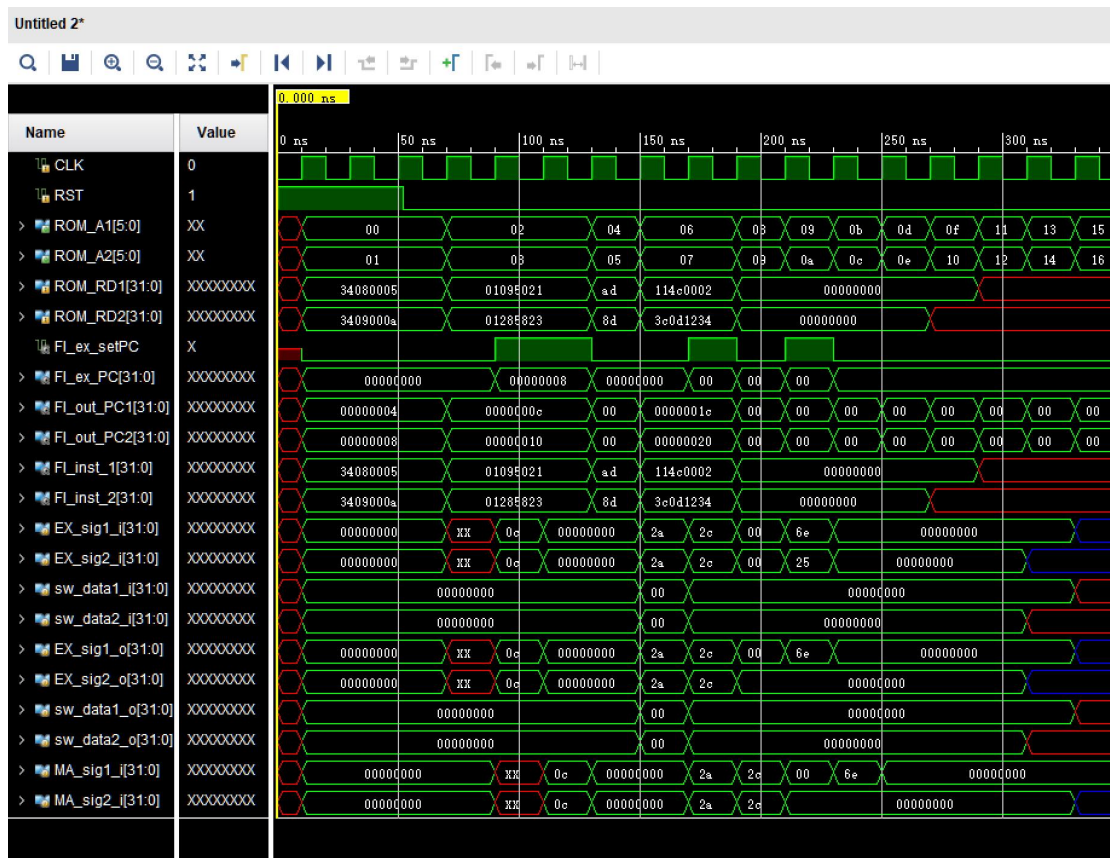 Untitled 2*
0.000 ns
Name Value 0 ns 50 ns 100 ns 150 ns 200 ns 250 ns 300 ns
CLK 0
RST 1
ROM_A1[5:0] XX 00 02 04 06 08 09 0b 0d 0f 11 13 15
ROM_A2[5:0] XX 01 03 05 07 09 0a 0c 0e 10 12 14 16
ROM_RD1[31:0] XXXXXXXX 34080005 01095021 ad 114c0002 00000000
ROM_RD2[31:0] XXXXXXXX 3409000a 01285823 8d 3c0d1234 00000000
FI_ex_setPC X
FI_ex_PC[31:0] XXXXXXXX 00000000 00000008 00000000 00 00 00
FI_out_PC1[31:0] XXXXXXXX 00000004 0000000c 00 0000001c 00 00 00 00 00 00 00 00
FI_out_PC2[31:0] XXXXXXXX 00000008 00000010 00 00000020 00 00 00 00 00 00 00 00
FI_inst_1[31:0] XXXXXXXX 34080005 01095021 ad 114c0002 00000000
FI_inst_2[31:0] XXXXXXXX 3409000a 01285823 8d 3c0d1234 00000000
EX_sig1_i[31:0] XXXXXXXX 00000000 XX 0c 00000000 2a 2c 00 6e 00000000
EX_sig2_i[31:0] XXXXXXXX 00000000 XX 0c 00000000 2a 2c 00 25 00000000
sw_data1_i[31:0] XXXXXXXX 00000000 00 00000000
sw_data2_i[31:0] XXXXXXXX 00000000 00 00000000
EX_sig1_o[31:0] XXXXXXXX 00000000 XX 0c 00000000 2a 2c 00 6e 00000000
EX_sig2_o[31:0] XXXXXXXX 00000000 XX 0c 00000000 2a 2c 00000000
sw_data1_o[31:0] XXXXXXXX 00000000 00 00000000
sw_data2_o[31:0] XXXXXXXX 00000000 00 00000000
MA_sig1_i[31:0] XXXXXXXX 00000000 XX 0c 00000000 2a 2c 00 6e 00000000
MA_sig2_i[31:0] XXXXXXXX 00000000 XX 0c 00000000 2a 2c 00000000